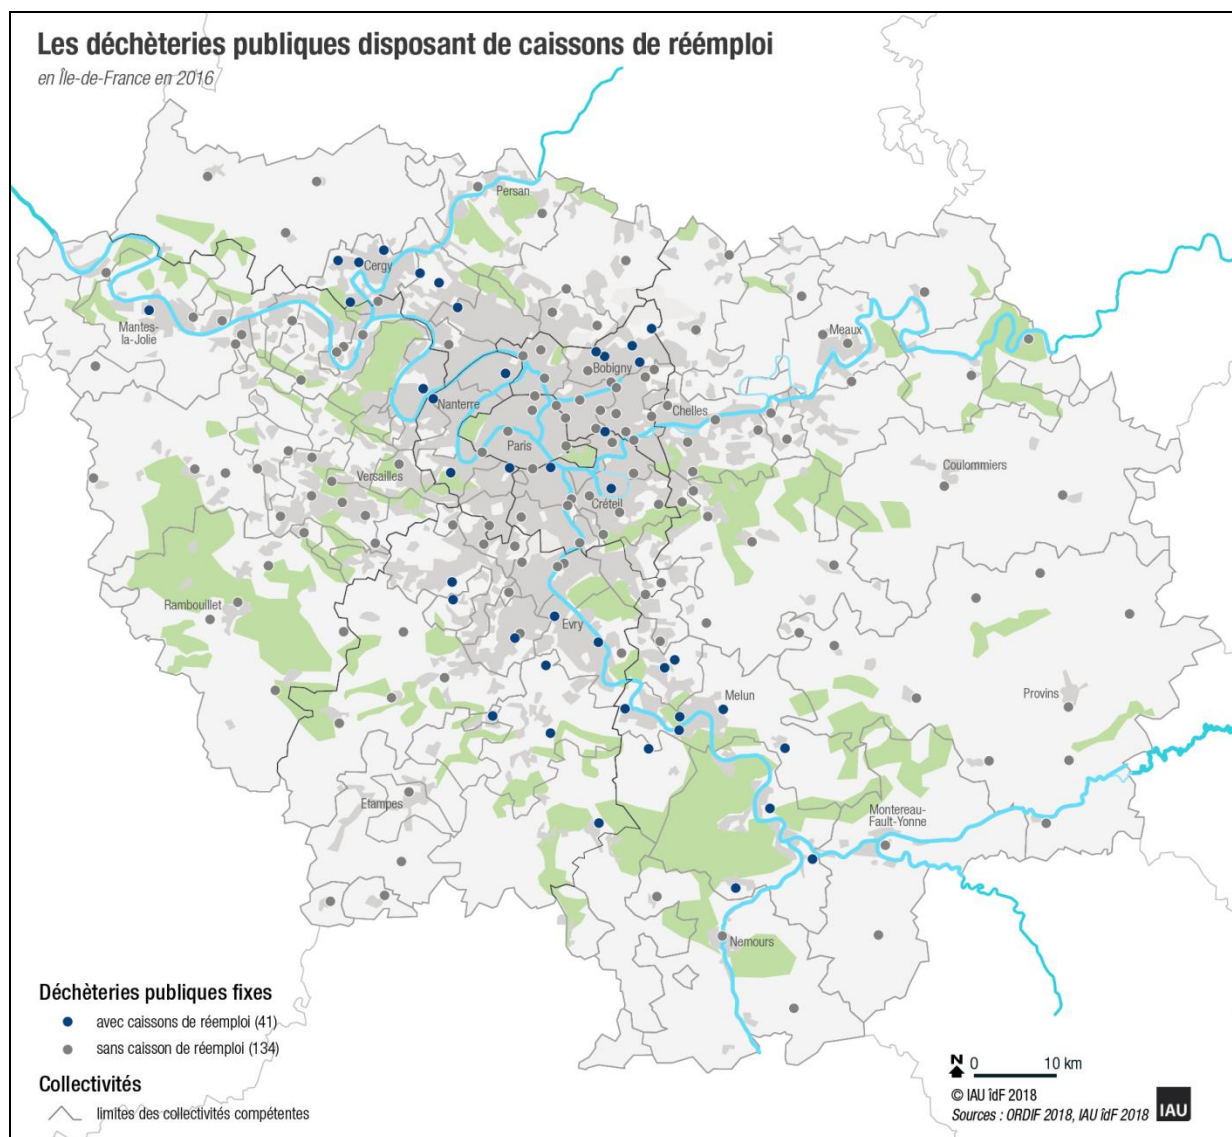 Les déchèteries publiques disposant de caissons de réémploi
en Île-de-France en 2016
Persan
Cergy
Mantes-
la-Jolie
Meaux
Bobigny
Nanterre
Chelles
Paris
Versailles
Coulommiers
Créteil
Rambouillet
Evry
Provins
Melun
Etampes
Montereau-
Fault-Yonne
Nemours
Déchèteries publiques fixes
avec caissons de réemploi (41)
sans caisson de réemploi (134)
Collectivités
limites des collectivités compétentes
N 0 10 km
© IAU îdF 2018
Sources : ORDIF 2018, IAU îdF 2018
IAU